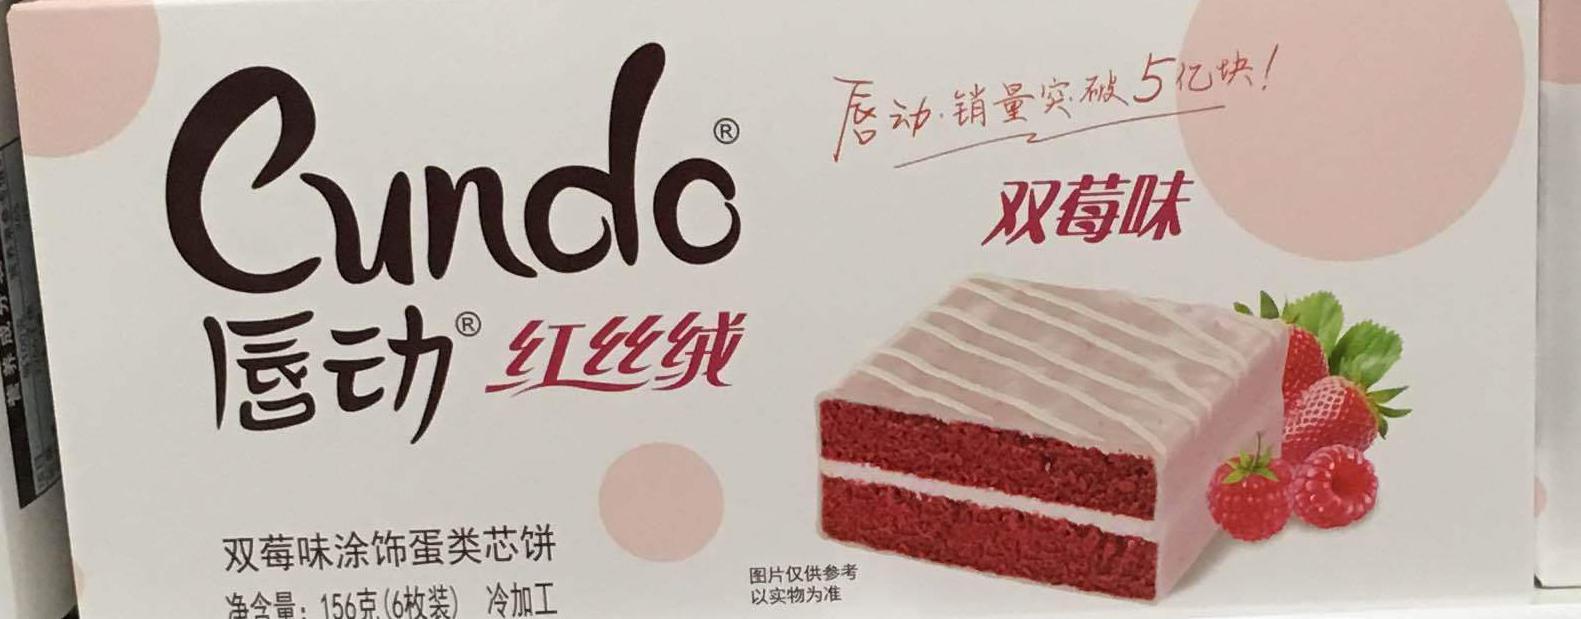 Cundo®
唇动®红丝绒
唇动·销量突破5亿块!
双莓味
双莓味涂饰蛋类芯饼
净含量：156克(6枚装) 冷加工
图片仅供参考
以实物为准